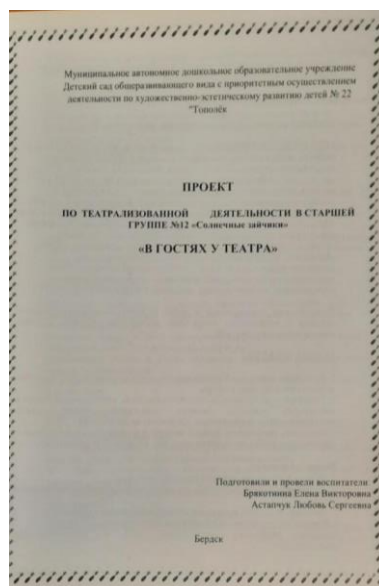 Муниципальное автономное дошкольное образовательное учреждение
Детский сад общеразвивающего вида с приоритетным осуществлением
деятельности по художественно-эстетическому развитию детей № 22
"Тополёк
ПРОЕКТ
ПО ТЕАТРАЛИЗОВАННОЙ ДЕЯТЕЛЬНОСТИ В СТАРШЕЙ
ГРУППЕ №12 «Солнечные зайчики»
«В ГОСТЯХ У ТЕАТРА»
Подготовили и провели воспитатели
Брякотнина Елена Викторовна
Астапчук Любовь Сергеевна
Бердск